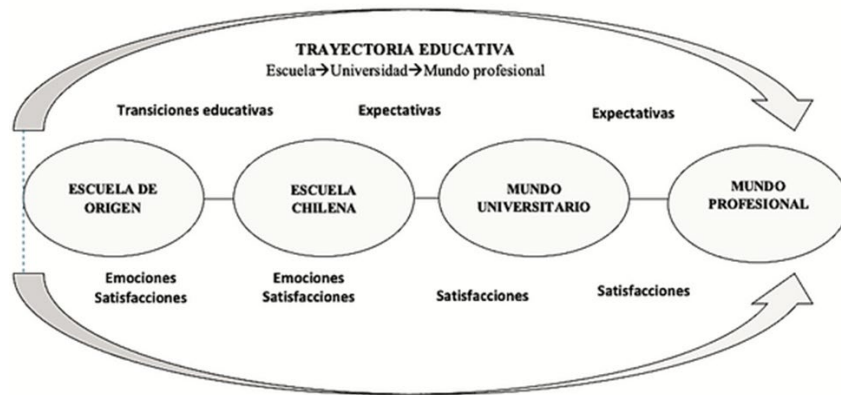 TRAYECTORIA EDUCATIVA
Escuela→Universidad→Mundo profesional
Transiciones educativas
Expectativas
Expectativas
ESCUELA DE
ORIGEN
ESCUELA
CHILENA
MUNDO
UNIVERSITARIO
MUNDO
PROFESIONAL
Emociones
Satisfacciones
Emociones
Satisfacciones
Satisfacciones
Satisfacciones